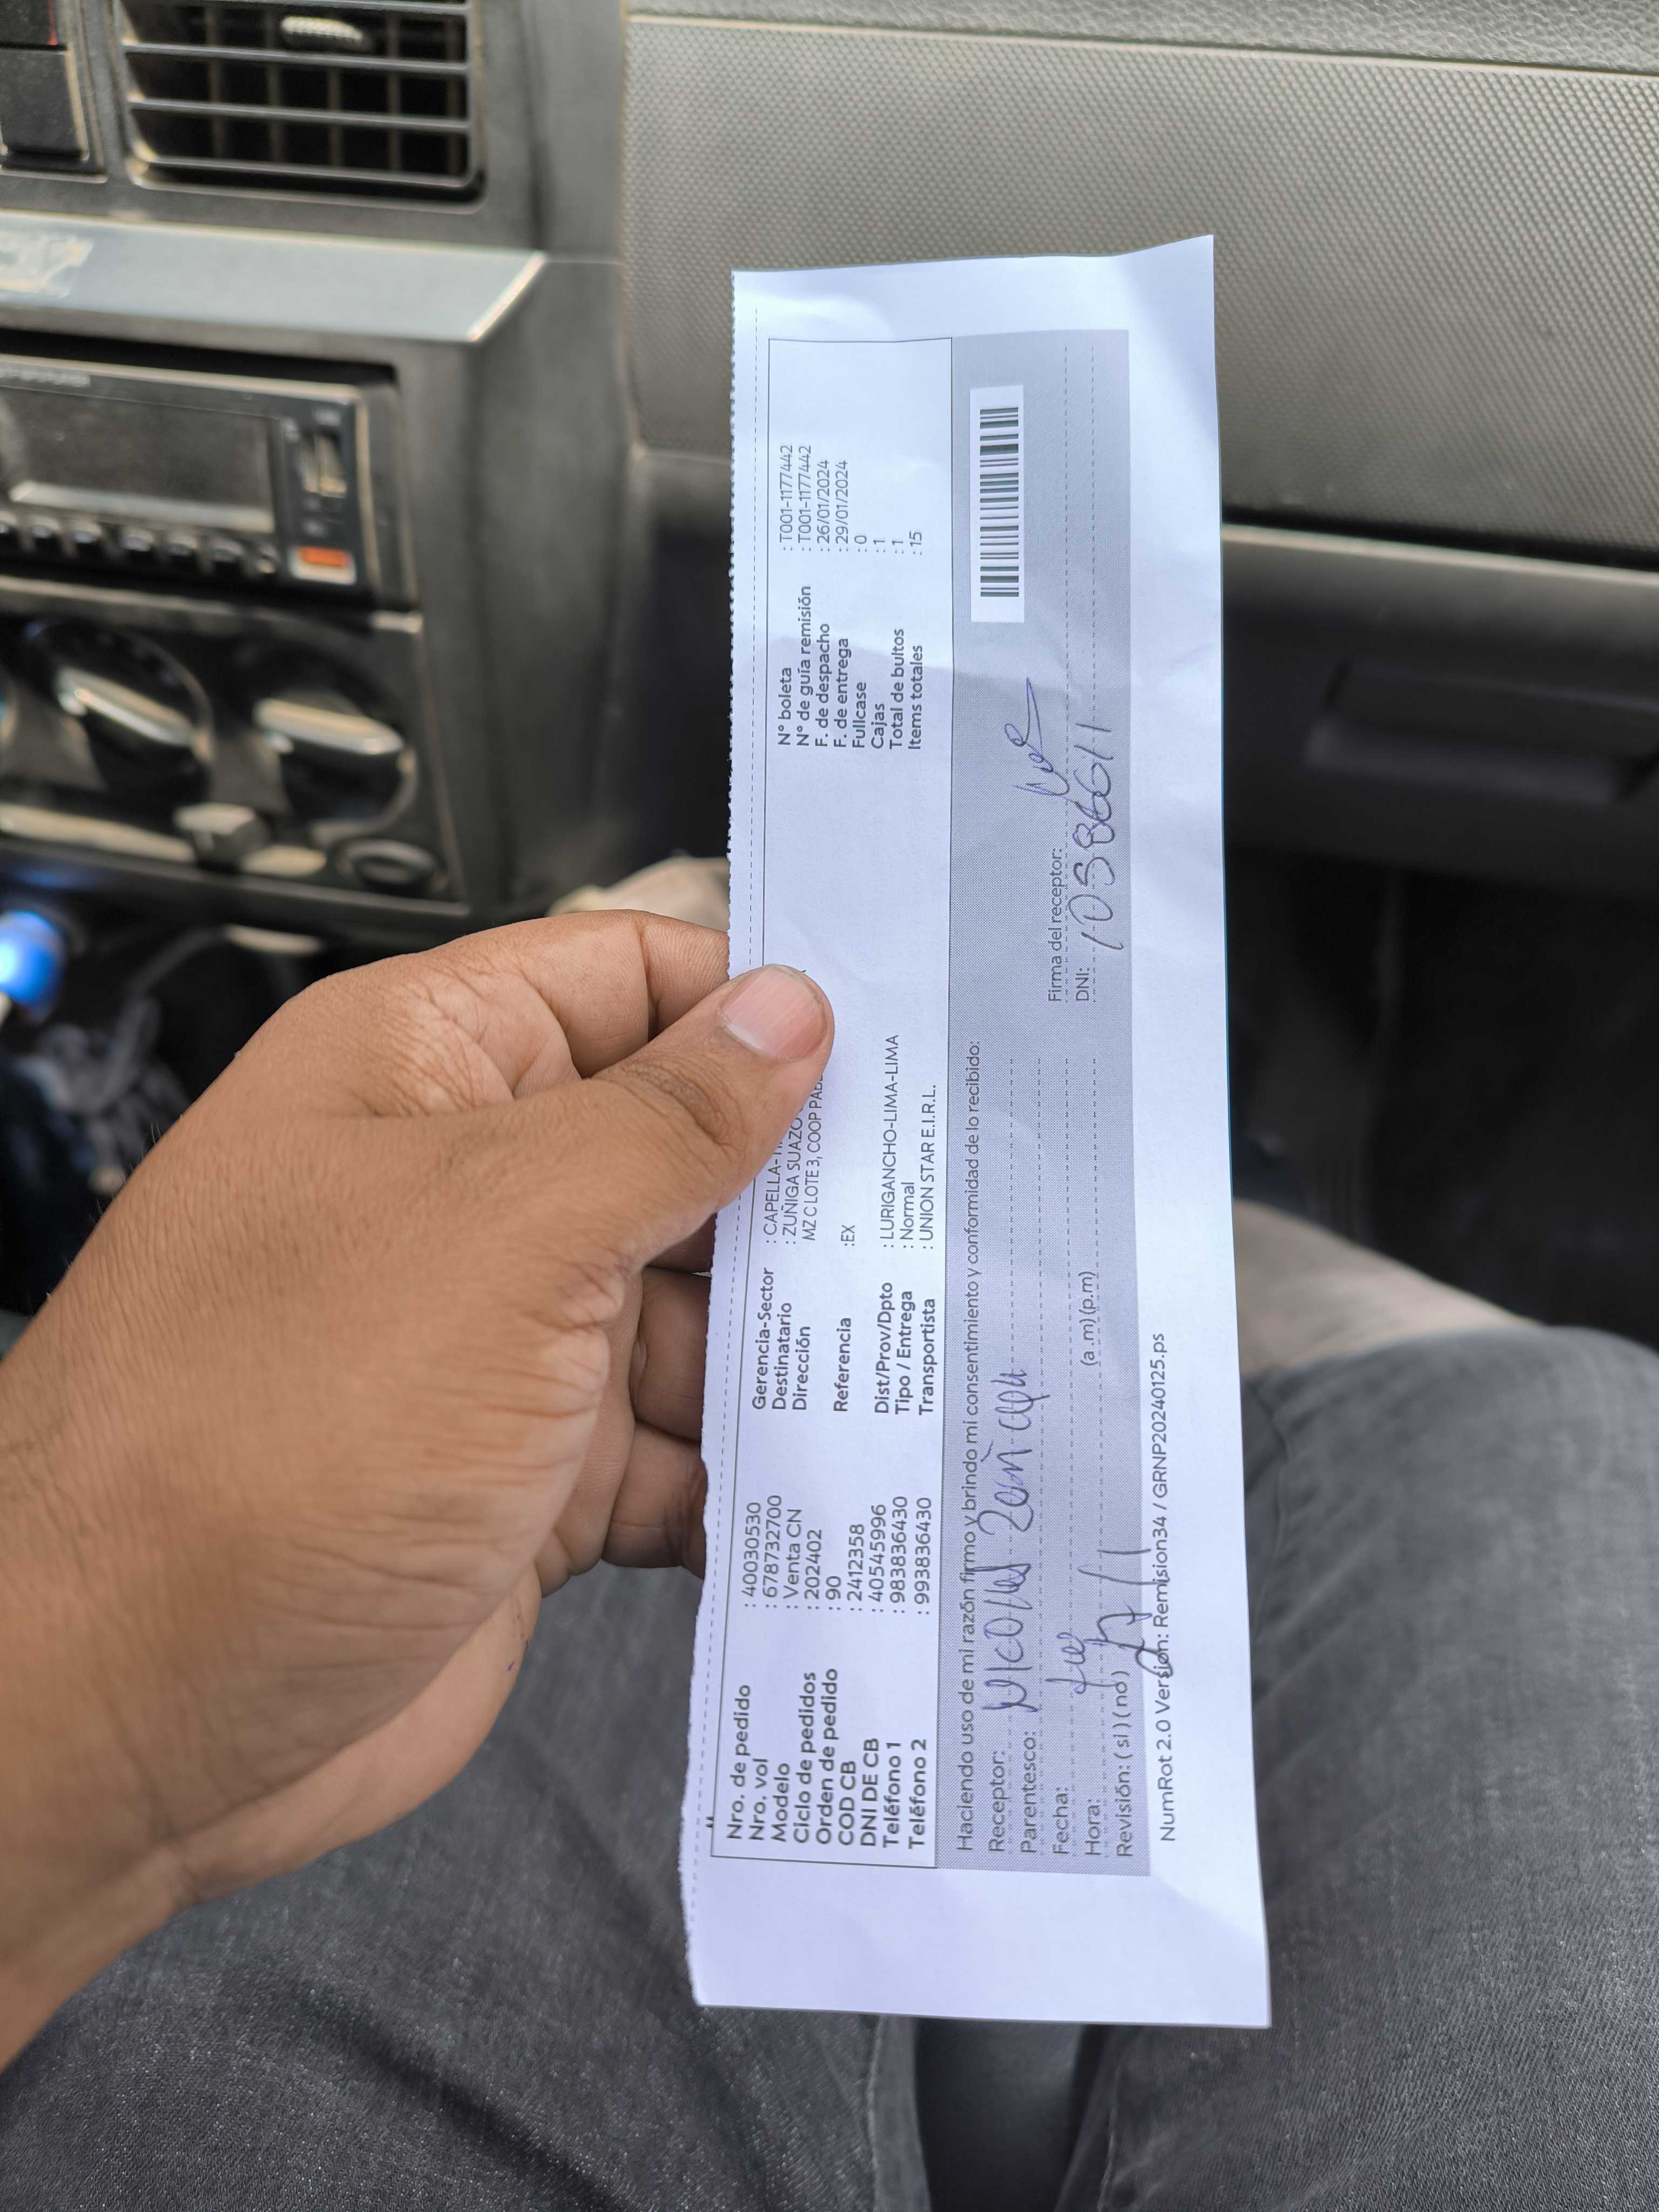 Nro. de pedido : 40030530
Nro. vol : 678732700
Modelo : Venta CN
Ciclo de pedidos : 202402
Orden de pedido : 90
COD CB : 2412358
DNI DE CB : 40545996
Teléfono 1 : 983836430
Teléfono 2 : 993836430
Gerencia-Sector : CAPELLA-
Destinatario : ZUÑIGA SUAZO
Dirección MZ C LOTE 3, COOP
Referencia :EX
Dist/Prov/Dpto : LURIGANCHO-LIMA-LIMA
Tipo / Entrega : Normal
Transportista : UNION STAR E.I.R.L.
N° boleta : T001-1177442
N° de guía remisión : T001-1177442
F. de despacho : 26/01/2024
F. de entrega : 29/01/2024
Fullcase : 0
Cajas : 1
Total de bultos : 1
Items totales : 15
Haciendo uso de mi razón firmo y brindo mi consentimiento y conformidad de lo recibido:
Receptor:
Parentesco:
Fecha:
Hora: (a .m) (p.m)
Revisión: ( si ) ( no )
Firma del receptor:
DNI:
NumRot 2.0 Version: Remision34 / GRNP20240125.ps